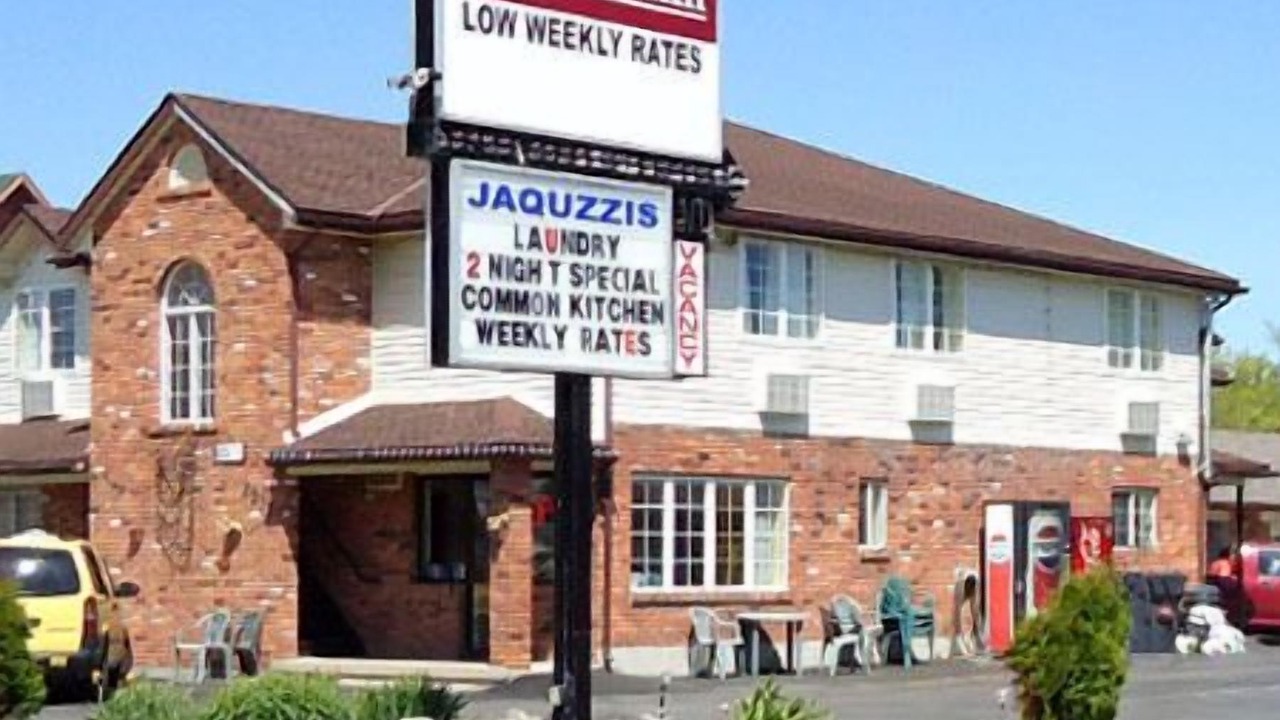 LOW WEEKLY RATES
JAQUZZIS
LAUNDRY
2 NIGHT SPECIAL
COMMON KITCHEN
WEEKLY RATES
VACANCY